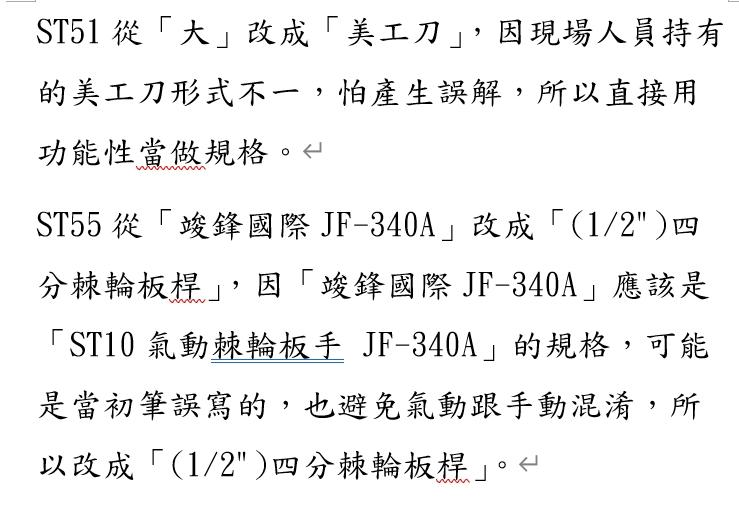 ST51 從「大」改成「美工刀」，因現場人員持有
的美工刀形式不一，怕產生誤解，所以直接用
功能性當做規格。↵
ST55 從「竣鋒國際 JF-340A」改成「(1/2")四
分棘輪板桿」，因「竣鋒國際 JF-340A」應該是
「ST10 氣動棘輪板手 JF-340A」的規格，可能
是當初筆誤寫的，也避免氣動跟手動混淆，所
以改成「(1/2")四分棘輪板桿」。↵